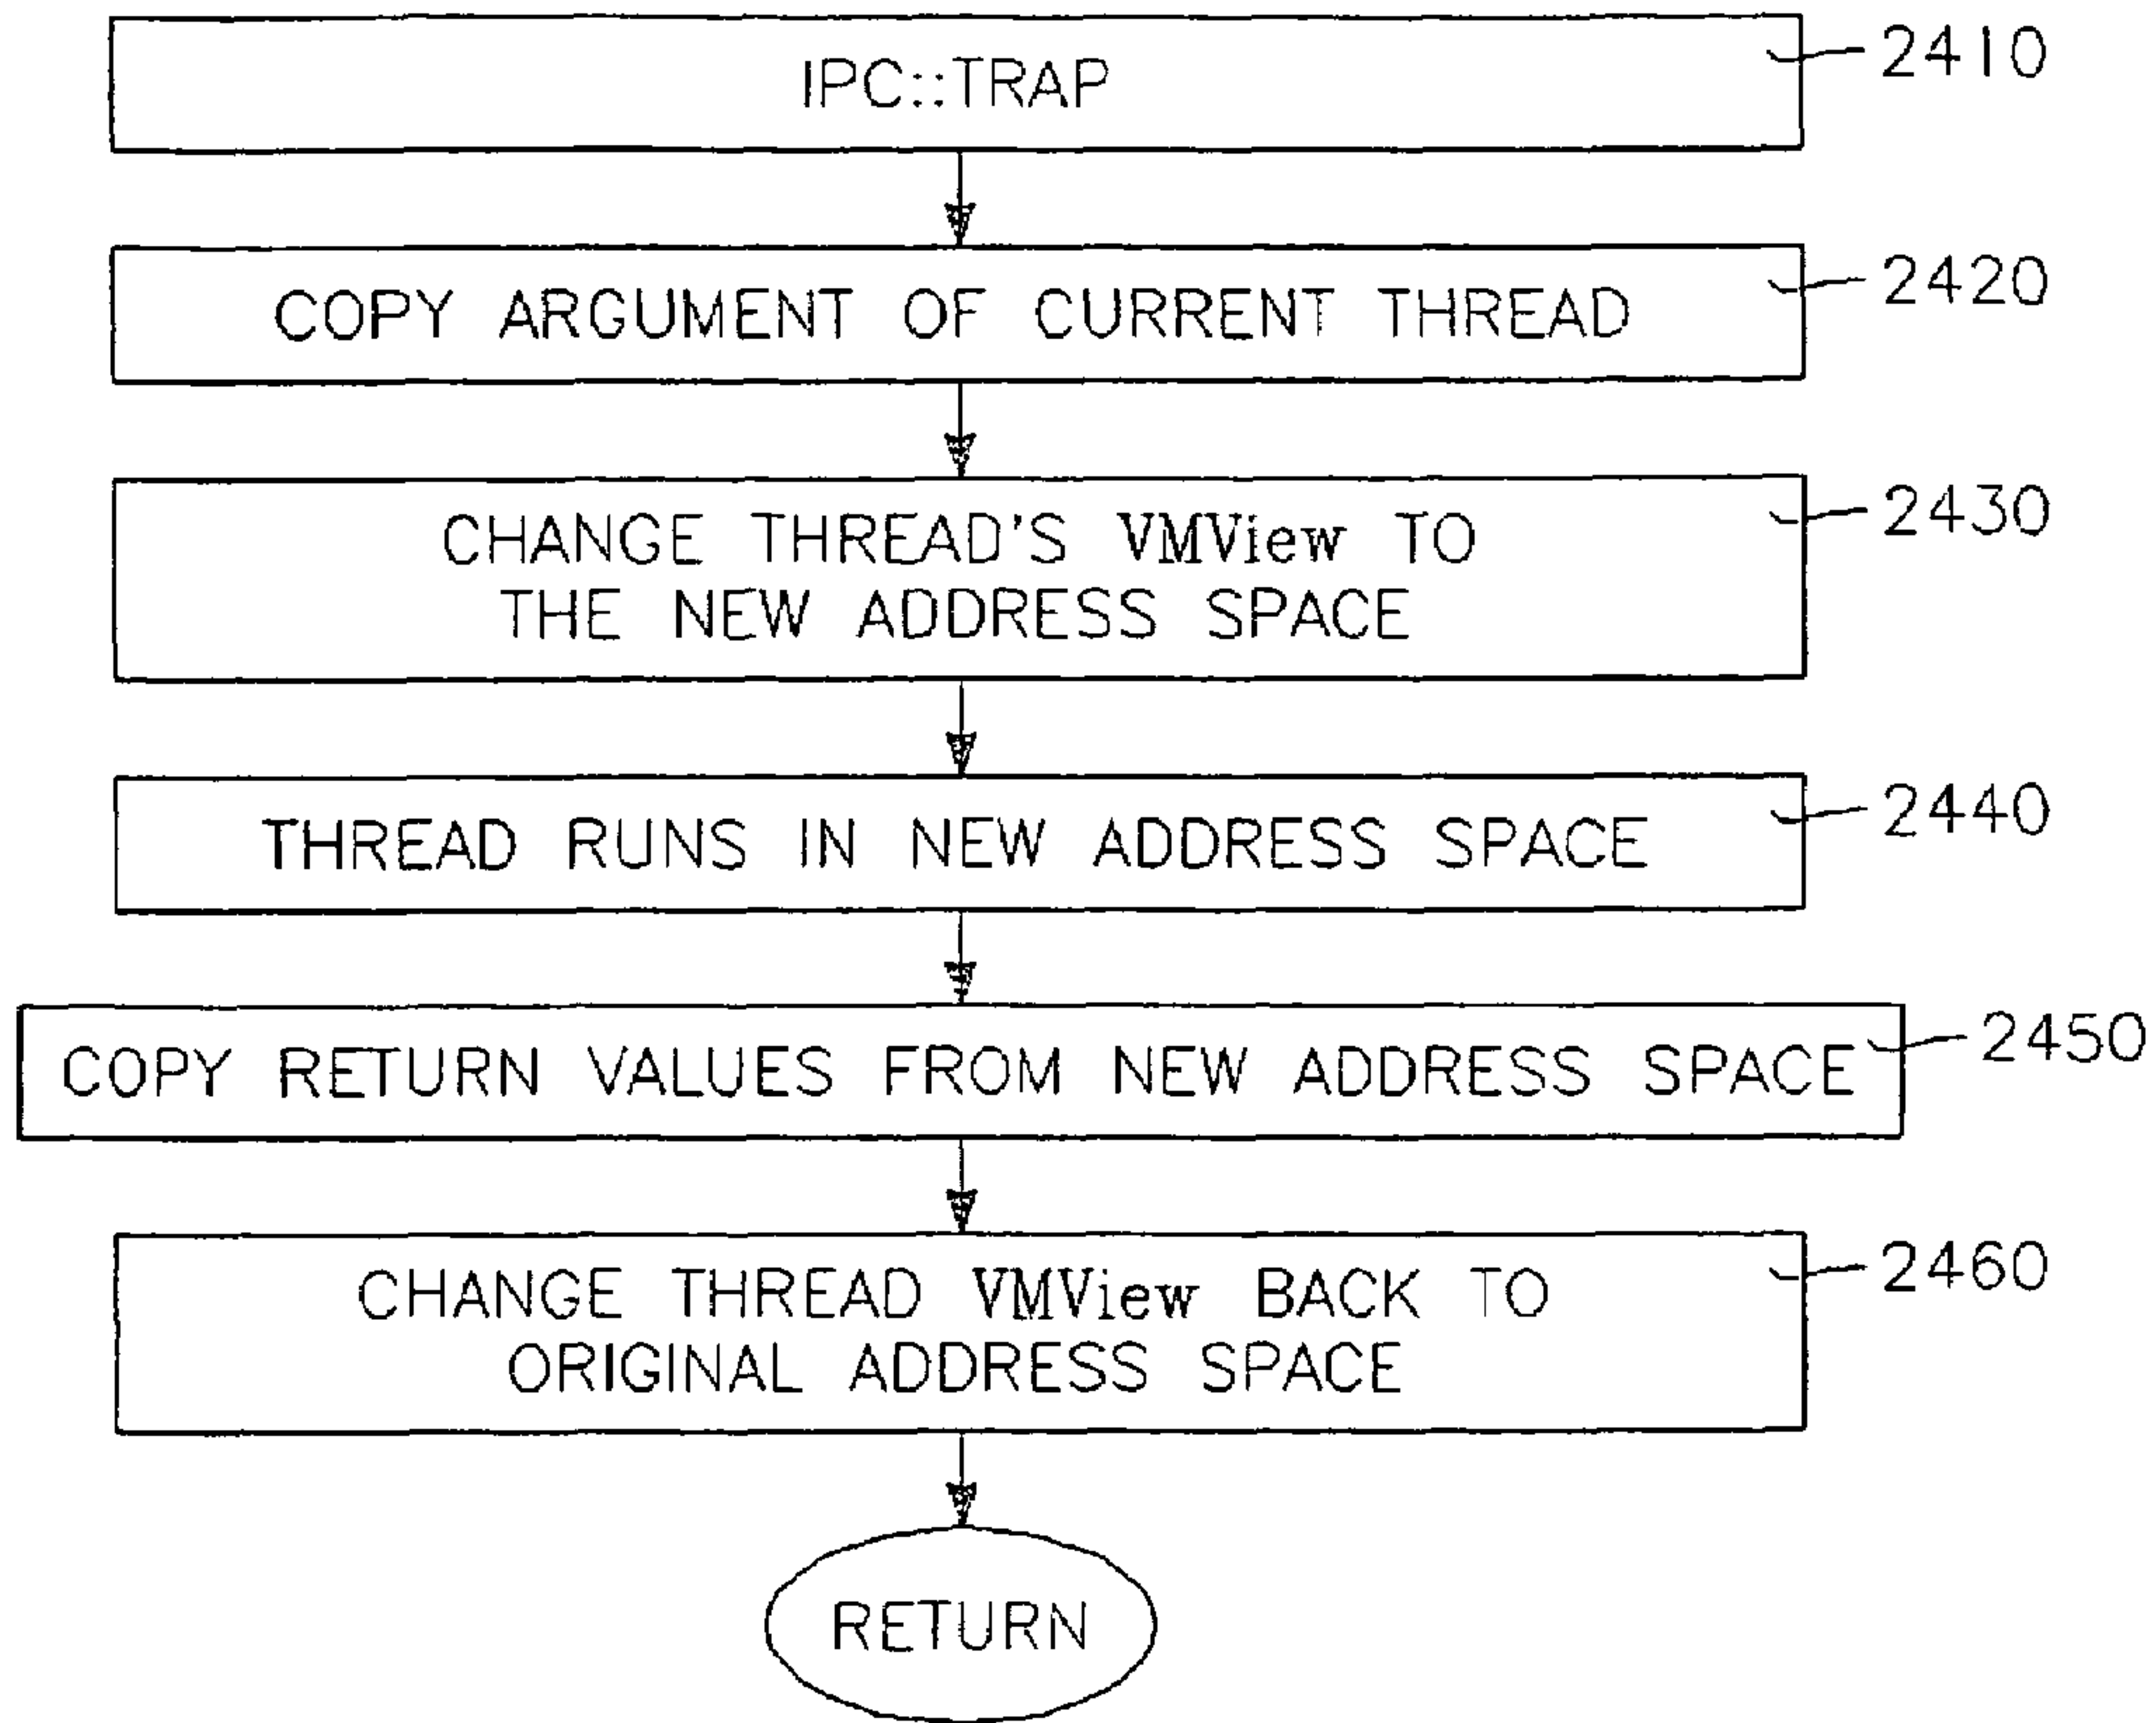 IPC::TRAP
2410
COPY ARGUMENT OF CURRENT THREAD
2420
CHANGE THREAD'S VMView TO
THE NEW ADDRESS SPACE
2430
THREAD RUNS IN NEW ADDRESS SPACE
2440
COPY RETURN VALUES FROM NEW ADDRESS SPACE
2450
CHANGE THREAD VMView BACK TO
ORIGINAL ADDRESS SPACE
2460
RETURN